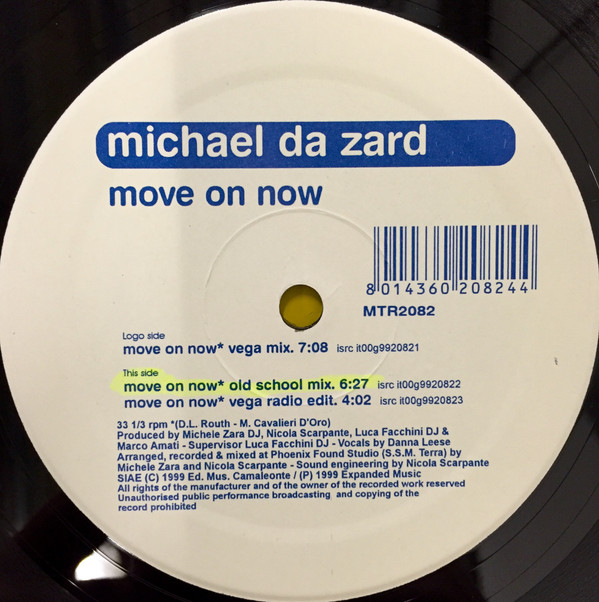 michael da zard
move on now
8 014360 208244
MTR2082
Logo side
move on now* vega mix. 7:08 isrc it00g9920821
This side
move on now* old school mix. 6:27 isrc it00g9920822
move on now* vega radio edit. 4:02 isrc it00g9920823
33 1/3 rpm *(D.L. Routh - M. Cavalieri D'Oro)
Produced by Michele Zara DJ, Nicola Scarpante, Luca Facchini DJ &
Marco Amati - Supervisor Luca Facchini DJ - Vocals by Danna Leese
Arranged, recorded & mixed at Phoenix Found Studio (S.S.M. Terra) by
Michele Zara and Nicola Scarpante - Sound engineering by Nicola Scarpante
SIAE (C) 1999 Ed. Mus. Camaleonte / (P) 1999 Expanded Music
All rights of the manufacturer and of the owner of the recorded work reserved
Unauthorised public performance broadcasting and copying of the
record prohibited